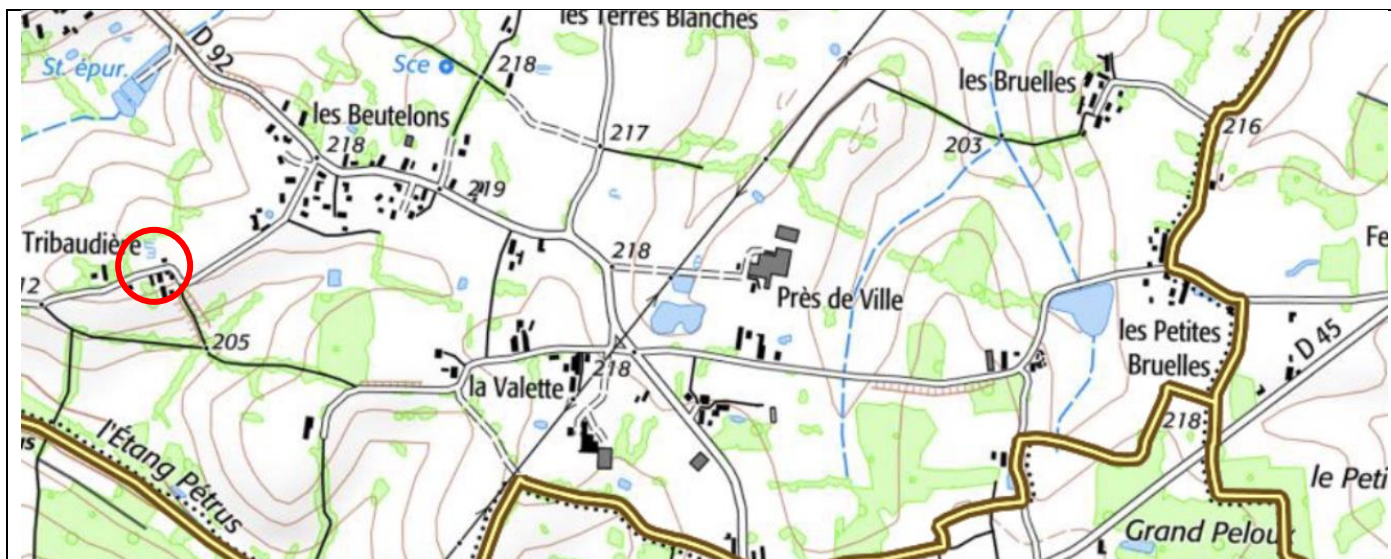 les Terres Blanches
D 92
St. épur.
Sce
218
les Bruelles
les Beutelons
217
203
216
218
219
Tribaudière
Fe
218
12
Près de Ville
205
les Petites
Bruelles
D 45
la Valette
218
218
l'Étang Pétrus
us
le Peti
Grand Pelou